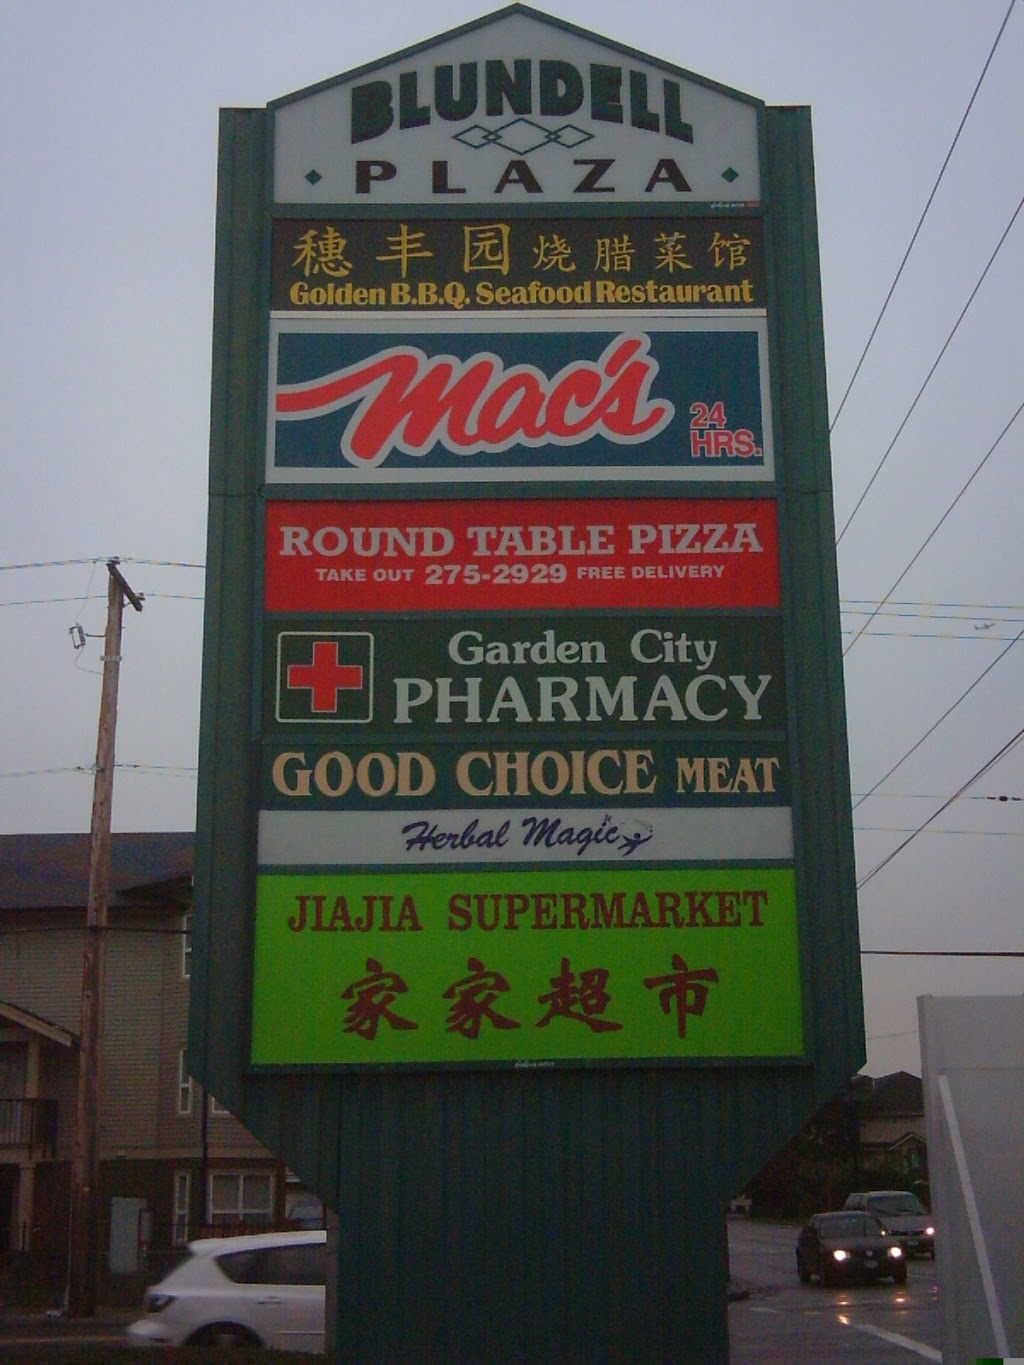 BLUNDELL
PLAZA
穗丰园烧腊菜馆
Golden B.B.Q. Seafood Restaurant
Mac's
24
HRS.
ROUND TABLE PIZZA
TAKE OUT 275-2929 FREE DELIVERY
Garden City
PHARMACY
GOOD CHOICE MEAT
Herbal Magic
JIAJIA SUPERMARKET
家家超市